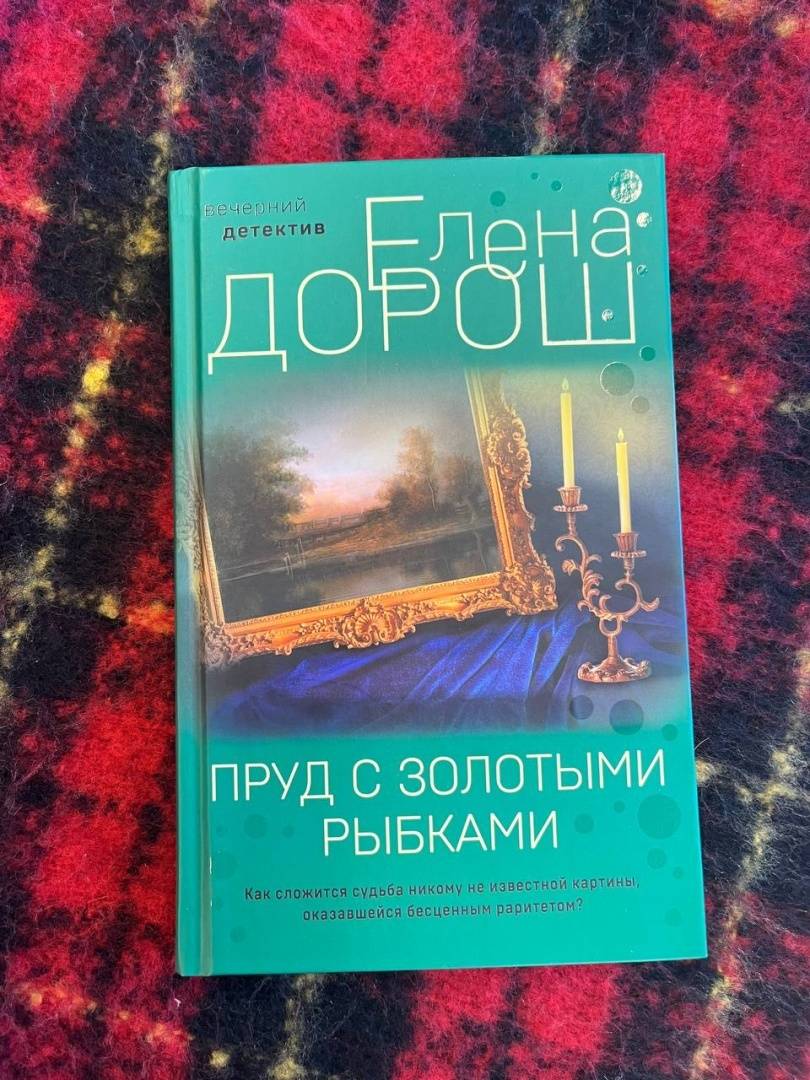 вечерний
детектив
Елена
ДОРОШ
ПРУД С ЗОЛОТЫМИ
РЫБКАМИ
Как сложится судьба никому не известной картины,
оказавшейся бесценным раритетом?